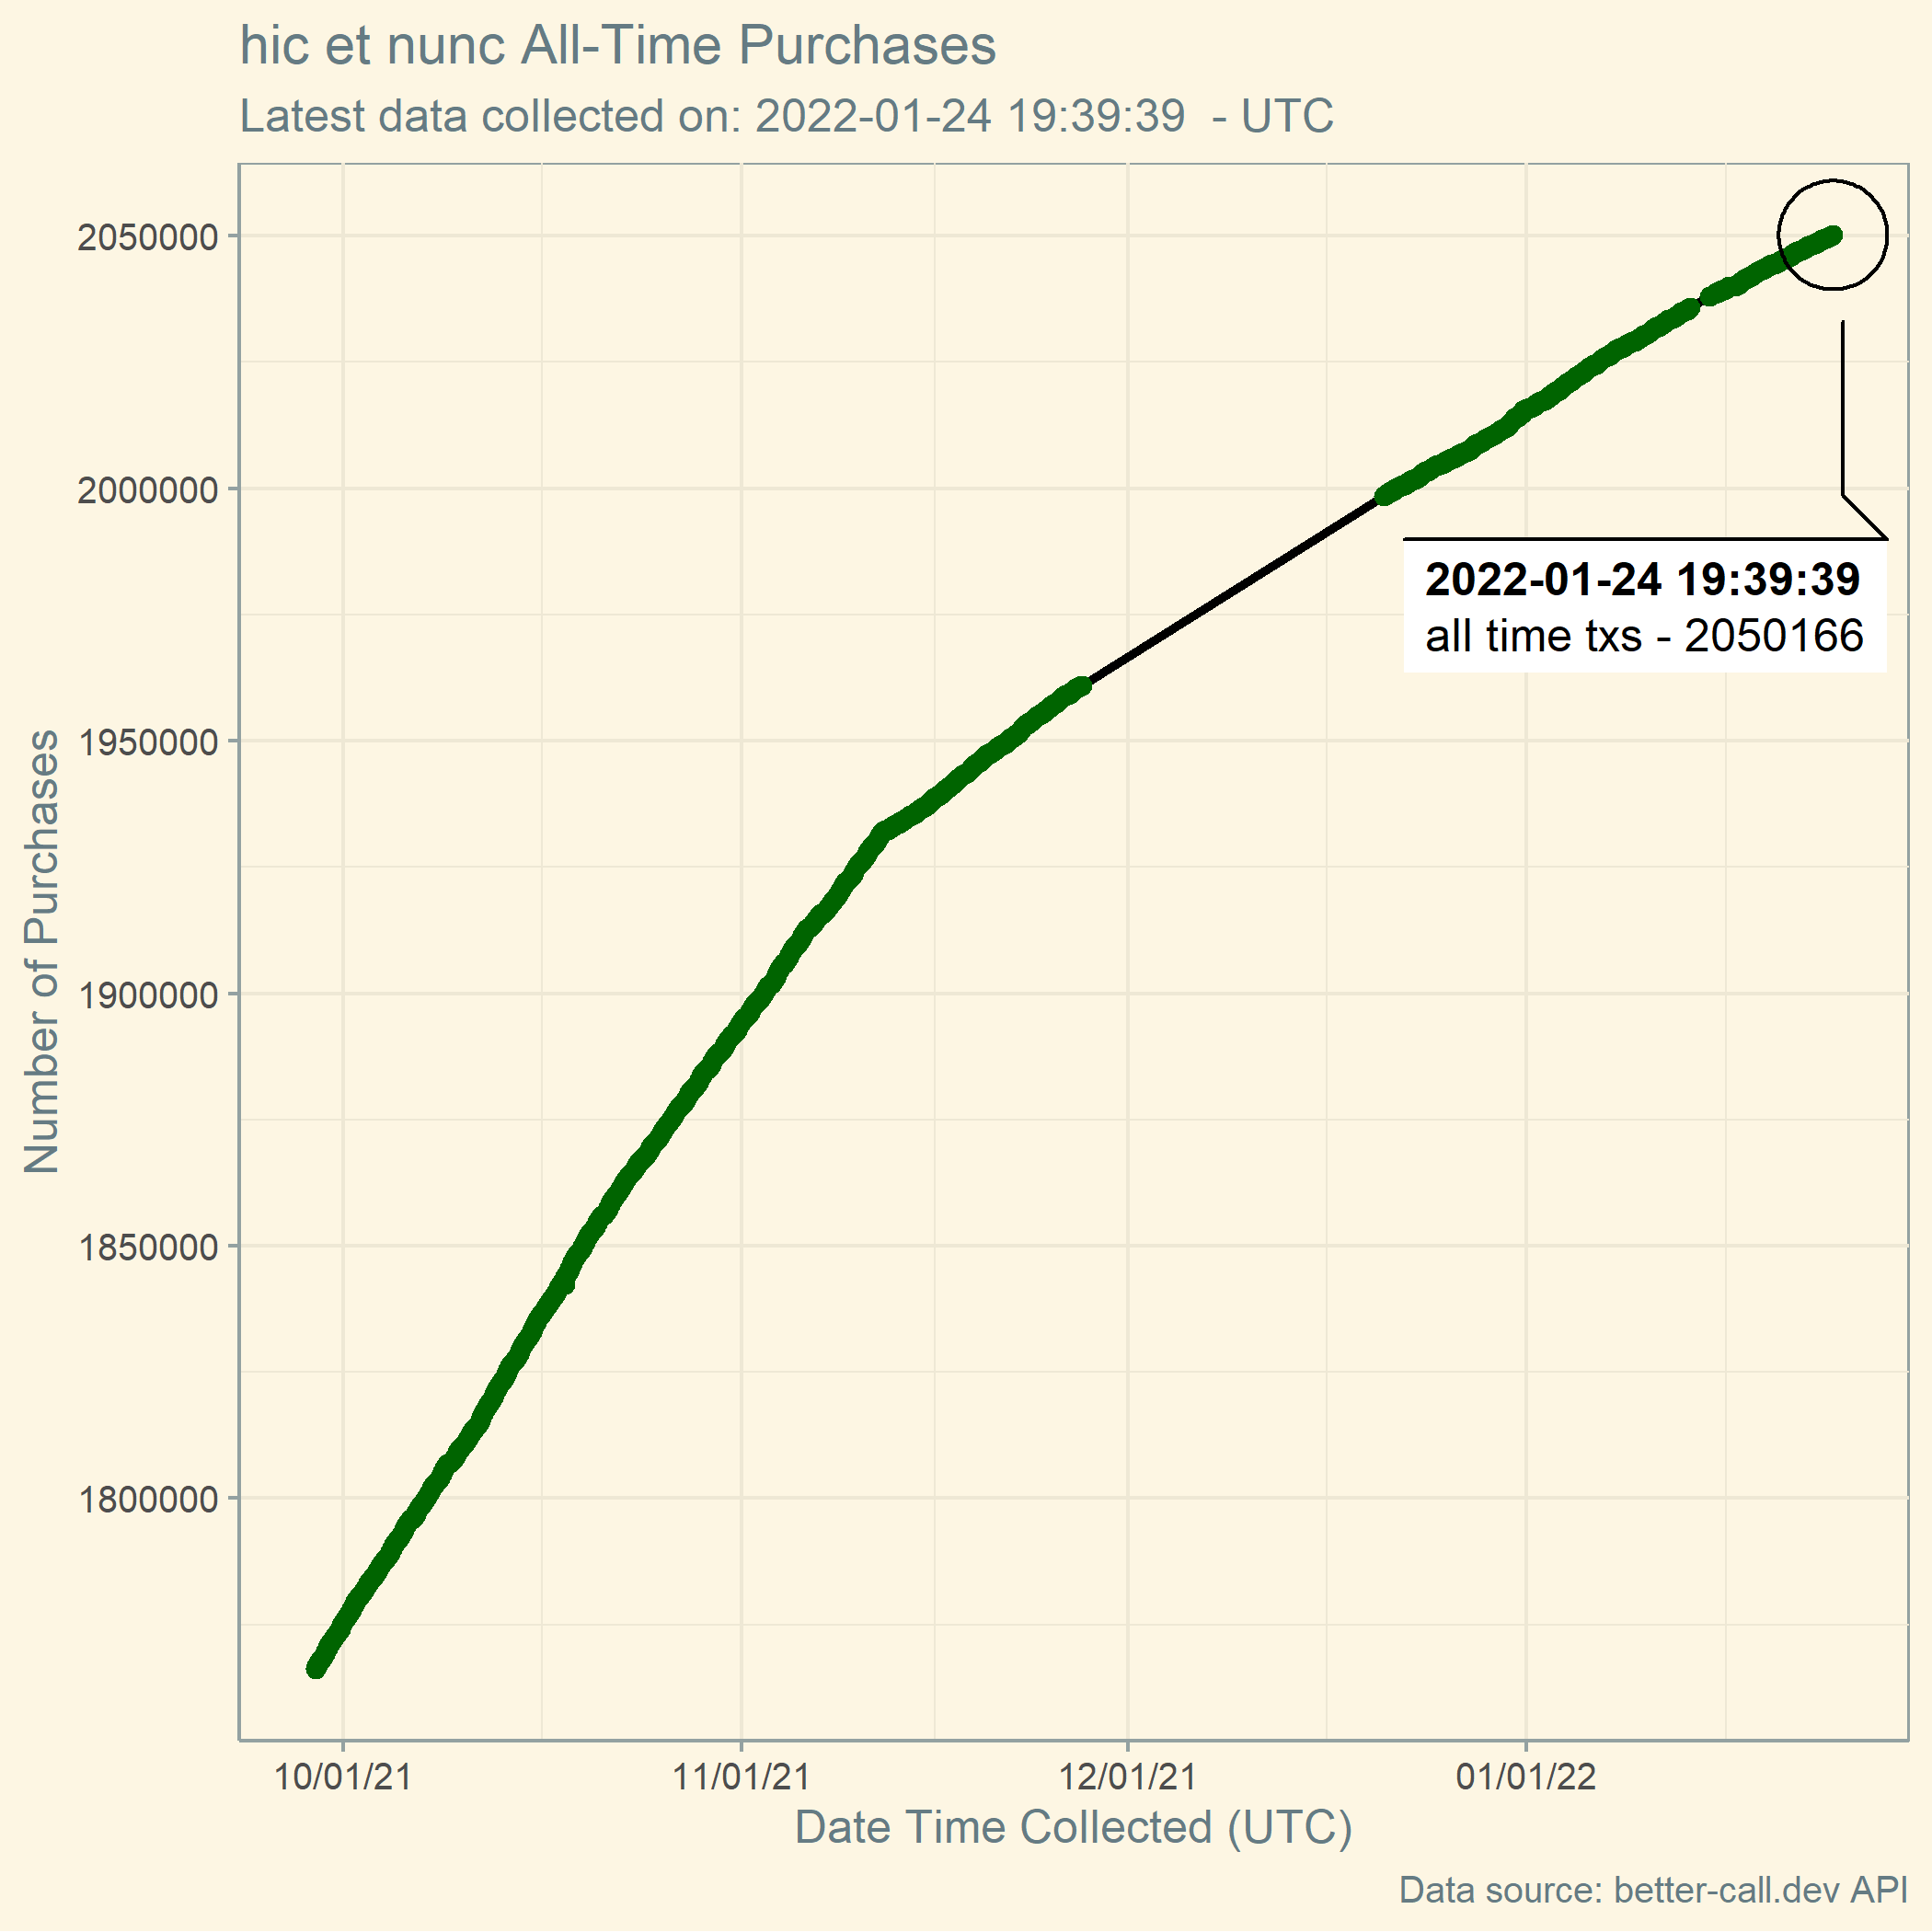 hic et nunc All-Time Purchases
Latest data collected on: 2022-01-24 19:39:39  - UTC
Number of Purchases
2050000
2000000
1950000
1900000
1850000
1800000
2022-01-24 19:39:39
all time txs - 2050166
10/01/21 11/01/21 12/01/21 01/01/22
Date Time Collected (UTC)
Data source: better-call.dev API